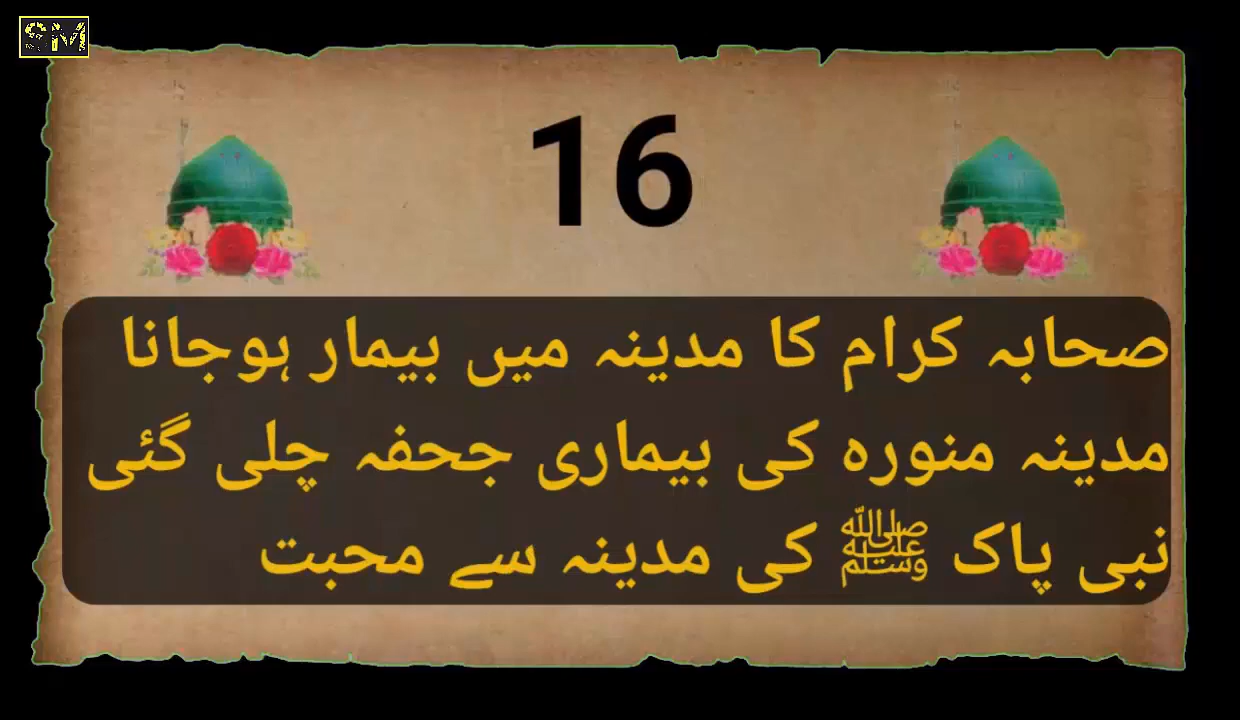 SM
16
صحابہ کرام کا مدینہ میں بیمار ہوجانا
مدینہ منورہ کی بیماری جحفہ چلی گئی
نبی پاک ﷺ کی مدینہ سے محبت